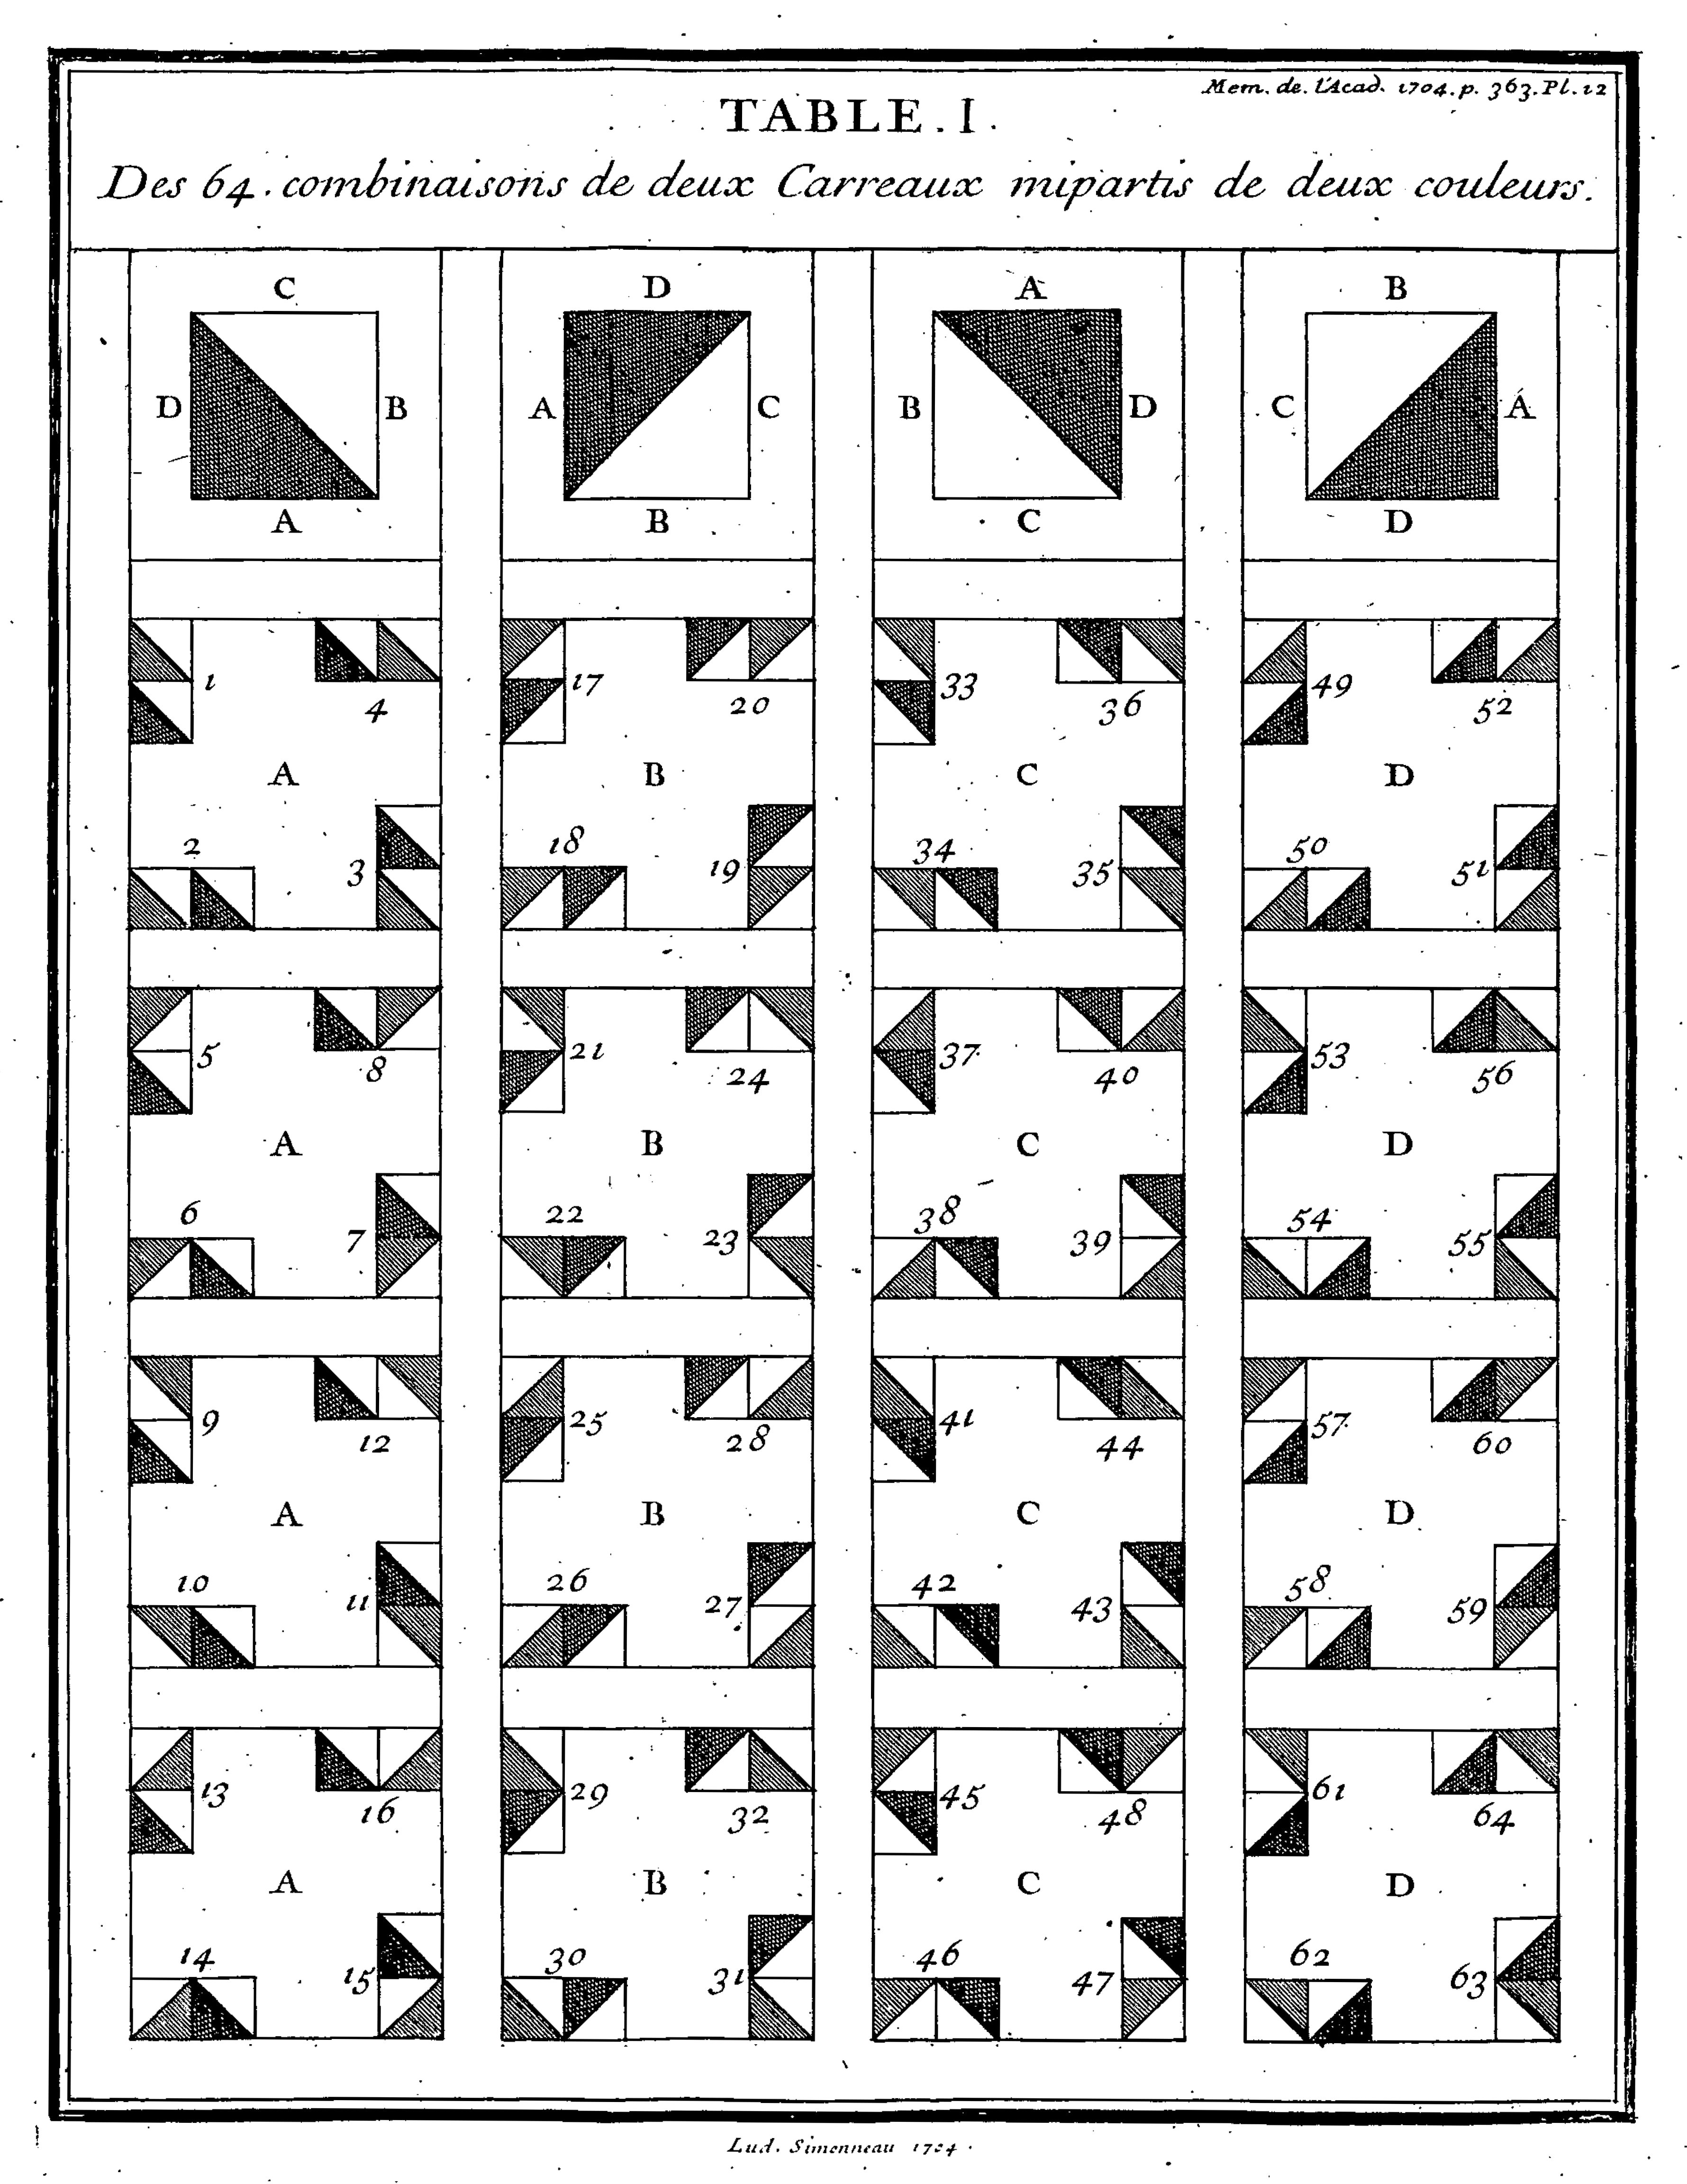 Mem. de. l'Acad. 1704. p. 363. Pl. 12
TABLE. I.
Des 64. combinaisons de deux Carreaux mipartis de deux couleurs.
C D A B
D B A C B D C A
A B C D
1 4 17 20 33 36 49 52
A B C D
2 3 18 19 34 35 50 51
5 8 21 24 37 40 53 56
A B C D
6 7 22 23 38 39 54 55
9 12 25 28 41 44 57 60
A B C D
10 11 26 27 42 43 58 59
13 16 29 32 45 48 61 64
A B C D
14 15 30 31 46 47 62 63
Lud. Simonneau 1704.